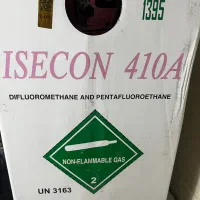 1395
ISECON 410A
DIFLUOROMETHANE AND PENTAFLUOROETHANE
NON-FLAMMABLE GAS
2
UN 3163